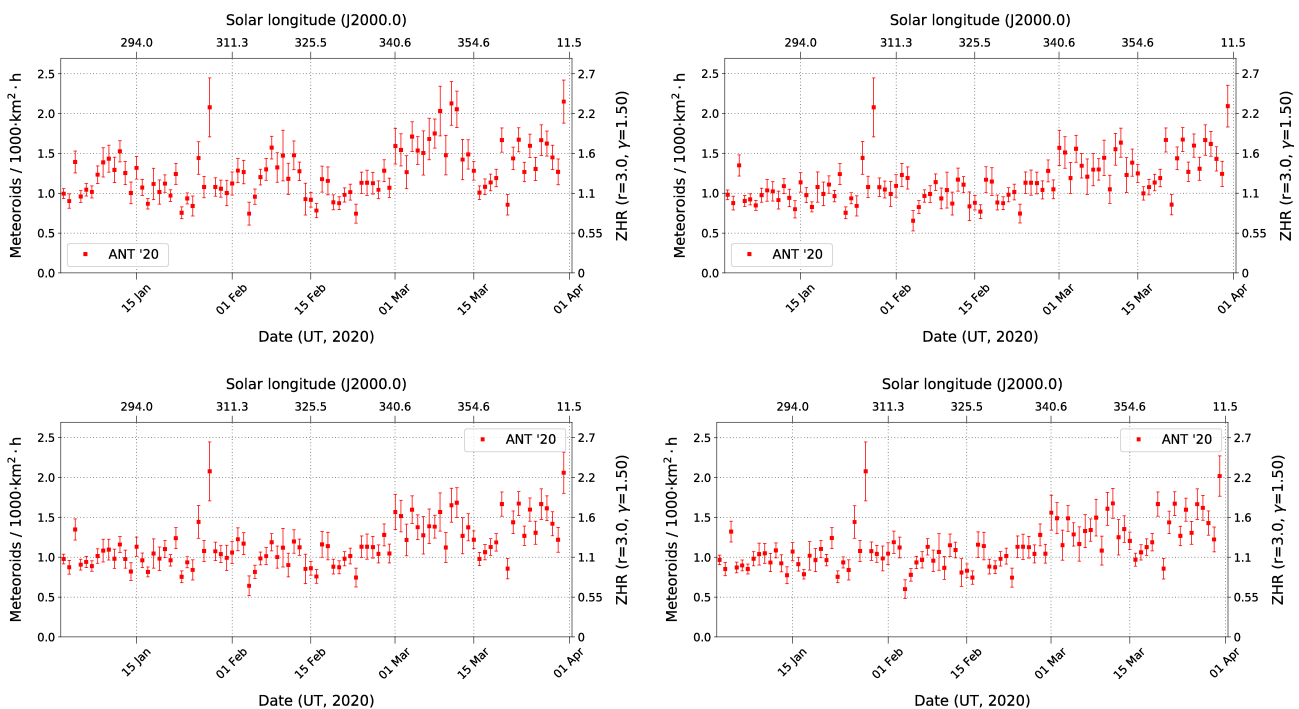 Solar longitude (J2000.0)
294.0 311.3 325.5 340.6 354.6 11.5
2.5 2.7
2.0 2.2
1.5 1.6
1.0 1.1
0.5 0.55
0.0 0
Meteoroids / 1000·km² · h
ZHR (r=3.0, γ=1.50)
ANT '20
15 Jan 01 Feb 15 Feb 01 Mar 15 Mar 01 Apr
Date (UT, 2020)
Solar longitude (J2000.0)
294.0 311.3 325.5 340.6 354.6 11.5
2.5 2.7
2.0 2.2
1.5 1.6
1.0 1.1
0.5 0.55
0.0 0
Meteoroids / 1000·km² · h
ZHR (r=3.0, γ=1.50)
ANT '20
15 Jan 01 Feb 15 Feb 01 Mar 15 Mar 01 Apr
Date (UT, 2020)
Solar longitude (J2000.0)
294.0 311.3 325.5 340.6 354.6 11.5
ANT '20
2.5 2.7
2.0 2.2
1.5 1.6
1.0 1.1
0.5 0.55
0.0 0
Meteoroids / 1000·km² · h
ZHR (r=3.0, γ=1.50)
15 Jan 01 Feb 15 Feb 01 Mar 15 Mar 01 Apr
Date (UT, 2020)
Solar longitude (J2000.0)
294.0 311.3 325.5 340.6 354.6 11.5
ANT '20
2.5 2.7
2.0 2.2
1.5 1.6
1.0 1.1
0.5 0.55
0.0 0
Meteoroids / 1000·km² · h
ZHR (r=3.0, γ=1.50)
15 Jan 01 Feb 15 Feb 01 Mar 15 Mar 01 Apr
Date (UT, 2020)